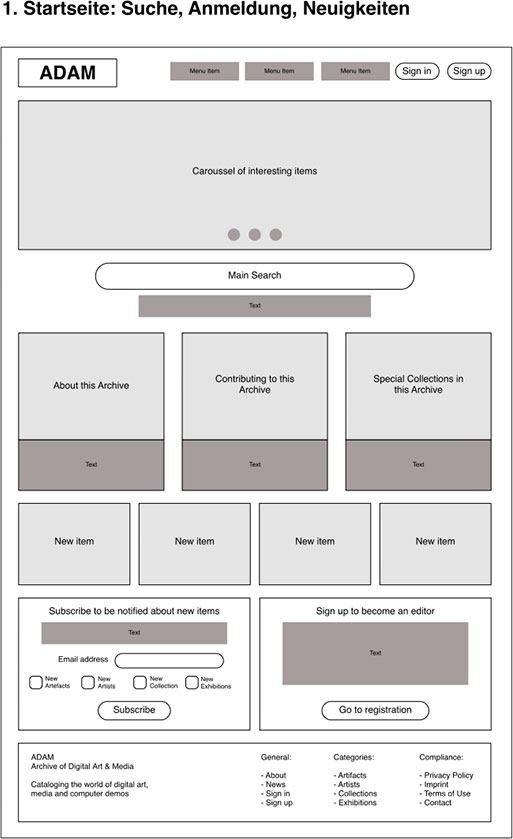 1. Startseite: Suche, Anmeldung, Neuigkeiten
ADAM
Menu Item
Menu Item
Menu Item
Sign in
Sign up
Caroussel of interesting items
Main Search
Text
About this Archive
Contributing to this
Archive
Special Collections in
this Archive
Text
Text
Text
New item
New item
New item
New item
Subscribe to be notified about new items
Text
Email address
New
Artefacts
New
Artists
New
Collection
New
Exhibitions
Subscribe
Sign up to become an editor
Text
Go to registration
ADAM
Archive of Digital Art & Media
Cataloging the world of digital art,
media and computer demos
General:
- About
- News
- Sign in
- Sign up
Categories:
- Artifacts
- Artists
- Collections
- Exhibitions
Compliance:
- Privacy Policy
- Imprint
- Terms of Use
- Contact